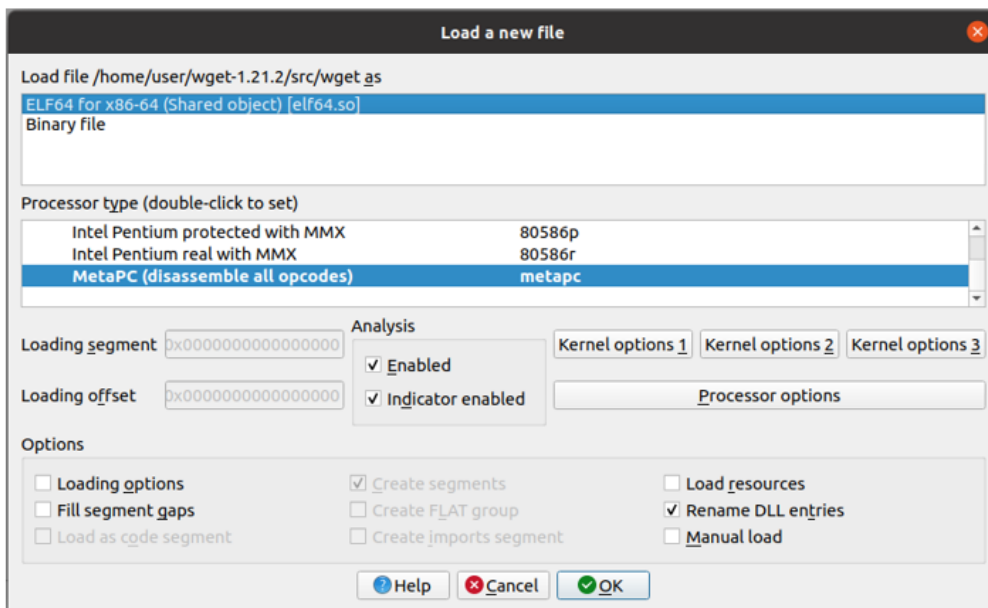 Load a new file
Load file /home/user/wget-1.21.2/src/wget as
ELF64 for x86-64 (Shared object) [elf64.so]
Binary file
Processor type (double-click to set)
Intel Pentium protected with MMX 80586p
Intel Pentium real with MMX 80586r
MetaPC (disassemble all opcodes) metapc
Analysis
Loading segment 0x0000000000000000 Kernel options 1 Kernel options 2 Kernel options 3
Enabled
Loading offset 0x0000000000000000 Indicator enabled Processor options
Options
Loading options Create segments Load resources
Fill segment gaps Create FLAT group Rename DLL entries
Load as code segment Create imports segment Manual load
Help Cancel OK